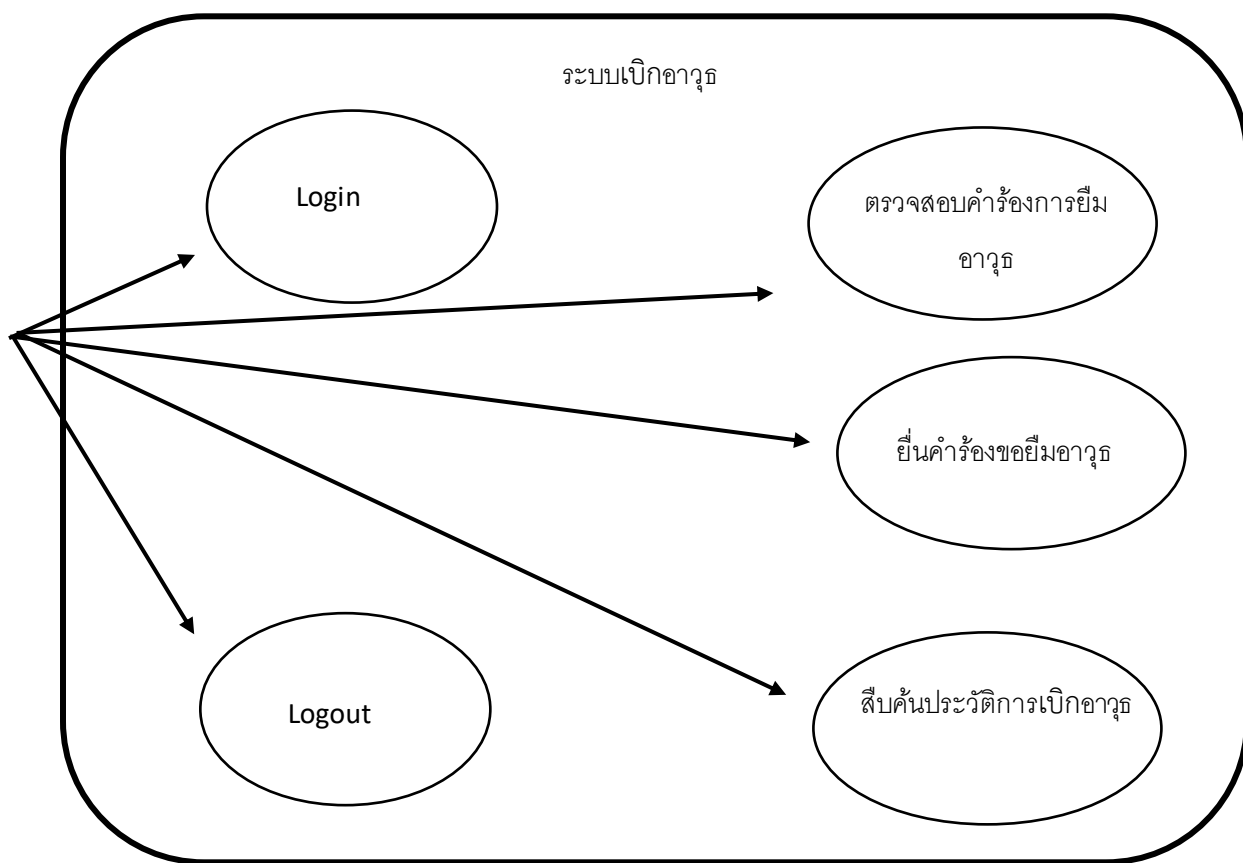 ระบบเบิกอาวุธ
Login
ตรวจสอบคำร้องการยืม
อาวุธ
ยื่นคำร้องขอยืมอาวุธ
สืบค้นประวัติการเบิกอาวุธ
Logout